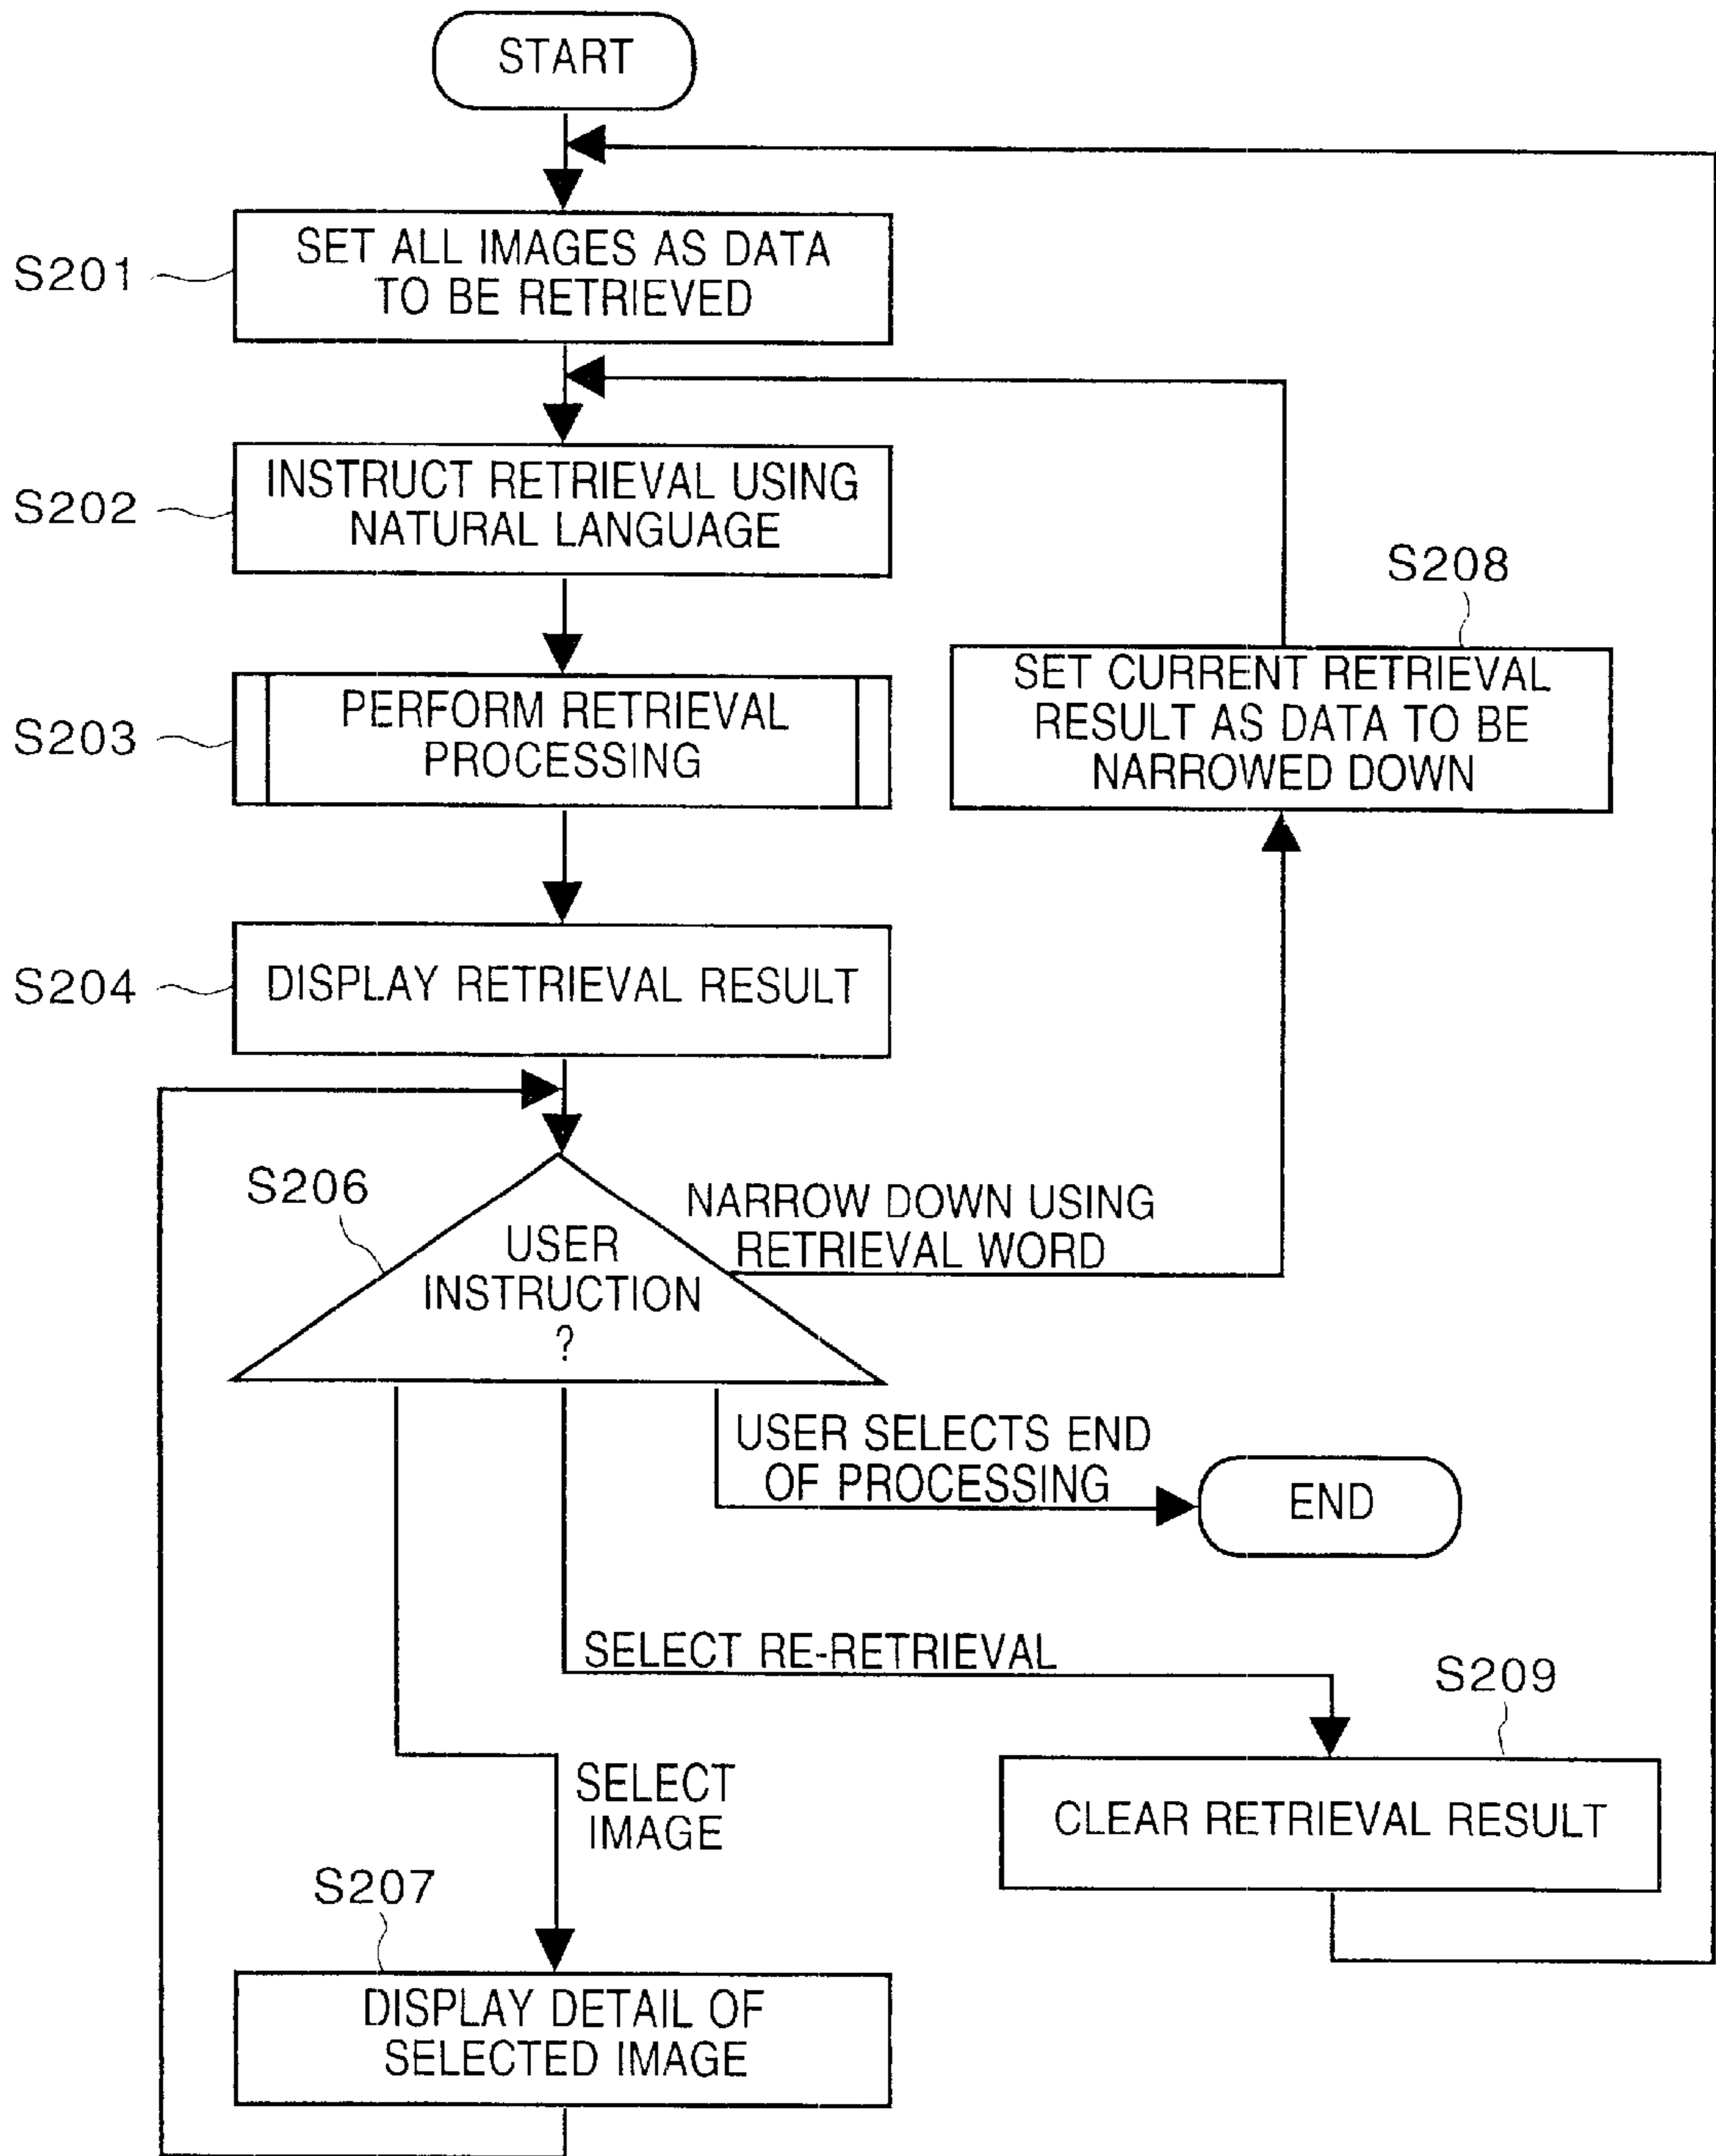 START
S201
SET ALL IMAGES AS DATA
TO BE RETRIEVED
S202
INSTRUCT RETRIEVAL USING
NATURAL LANGUAGE
S208
SET CURRENT RETRIEVAL
RESULT AS DATA TO BE
NARROWED DOWN
S203
PERFORM RETRIEVAL
PROCESSING
S204
DISPLAY RETRIEVAL RESULT
S206
USER
INSTRUCTION
?
NARROW DOWN USING
RETRIEVAL WORD
USER SELECTS END
OF PROCESSING
END
SELECT RE-RETRIEVAL
S209
CLEAR RETRIEVAL RESULT
SELECT
IMAGE
S207
DISPLAY DETAIL OF
SELECTED IMAGE